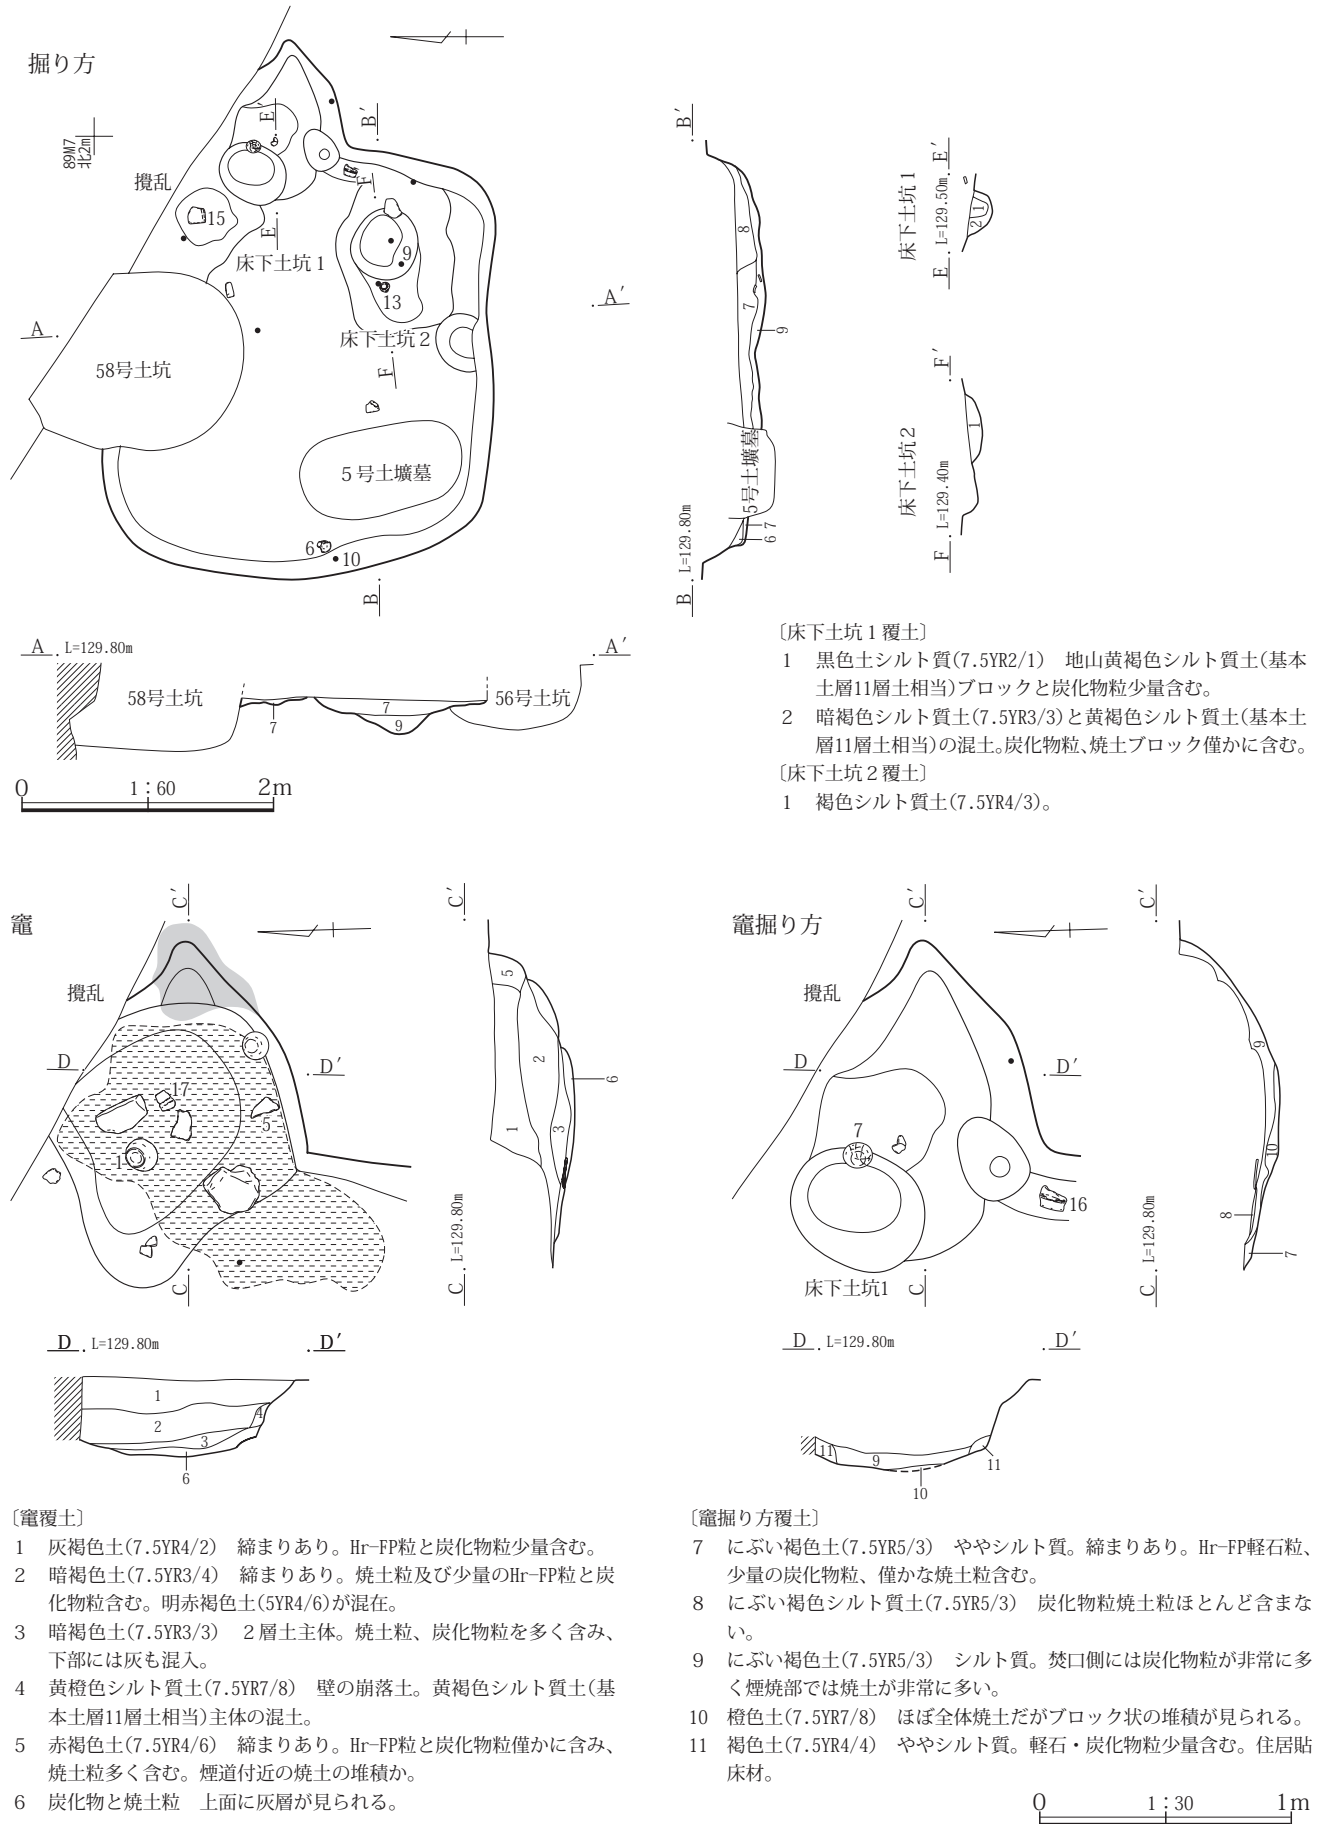 掘り方
89M7
北2m
攪乱
E′
B′
F′
15
E
床下土坑1
9
13
床下土坑2
A
A′
58号土坑
F
5号土壙墓
6
10
B
B′
8
7
9
5号土壙墓
7
6
B L=129.80m
床下土坑1
E L=129.50m E′
1
2
床下土坑2
F L=129.40m F′
1
A L=129.80m A′
58号土坑
7
7
9
56号土坑
0 1：60 2m
〔床下土坑1覆土〕
1 黒色土シルト質(7.5YR2/1) 地山黄褐色シルト質土(基本
土層11層土相当)ブロックと炭化物粒少量含む。
2 暗褐色シルト質土(7.5YR3/3)と黄褐色シルト質土(基本土
層11層土相当)の混土。炭化物粒、焼土ブロック僅かに含む。
〔床下土坑2覆土〕
1 褐色シルト質土(7.5YR4/3)。
竈
C′
攪乱
D
D′
17
5
1
C
C′
5
2
6
1
3
C L=129.80m
D L=129.80m D′
1
2
4
3
6
竈掘り方
C′
攪乱
D
D′
7
16
床下土坑1
C
C′
9
10
8
7
C L=129.80m
D L=129.80m D′
11
9
11
10
〔竈覆土〕
1 灰褐色土(7.5YR4/2) 締まりあり。Hr-FP粒と炭化物粒少量含む。
2 暗褐色土(7.5YR3/4) 締まりあり。焼土粒及び少量のHr-FP粒と炭
化物粒含む。明赤褐色土(5YR4/6)が混在。
3 暗褐色土(7.5YR3/3) 2層土主体。焼土粒、炭化物粒を多く含み、
下部には灰も混入。
4 黄橙色シルト質土(7.5YR7/8) 壁の崩落土。黄褐色シルト質土(基
本土層11層土相当)主体の混土。
5 赤褐色土(7.5YR4/6) 締まりあり。Hr-FP粒と炭化物粒僅かに含み、
焼土粒多く含む。煙道付近の焼土の堆積か。
6 炭化物と焼土粒 上面に灰層が見られる。
〔竈掘り方覆土〕
7 にぶい褐色土(7.5YR5/3) ややシルト質。締まりあり。Hr-FP軽石粒、
少量の炭化物粒、僅かな焼土粒含む。
8 にぶい褐色シルト質土(7.5YR5/3) 炭化物粒焼土粒ほとんど含まな
い。
9 にぶい褐色土(7.5YR5/3) シルト質。焚口側には炭化物粒が非常に多
く煙焼部では焼土が非常に多い。
10 橙色土(7.5YR7/8) ほぼ全体焼土だがブロック状の堆積が見られる。
11 褐色土(7.5YR4/4) ややシルト質。軽石・炭化物粒少量含む。住居貼
床材。
0 1：30 1m